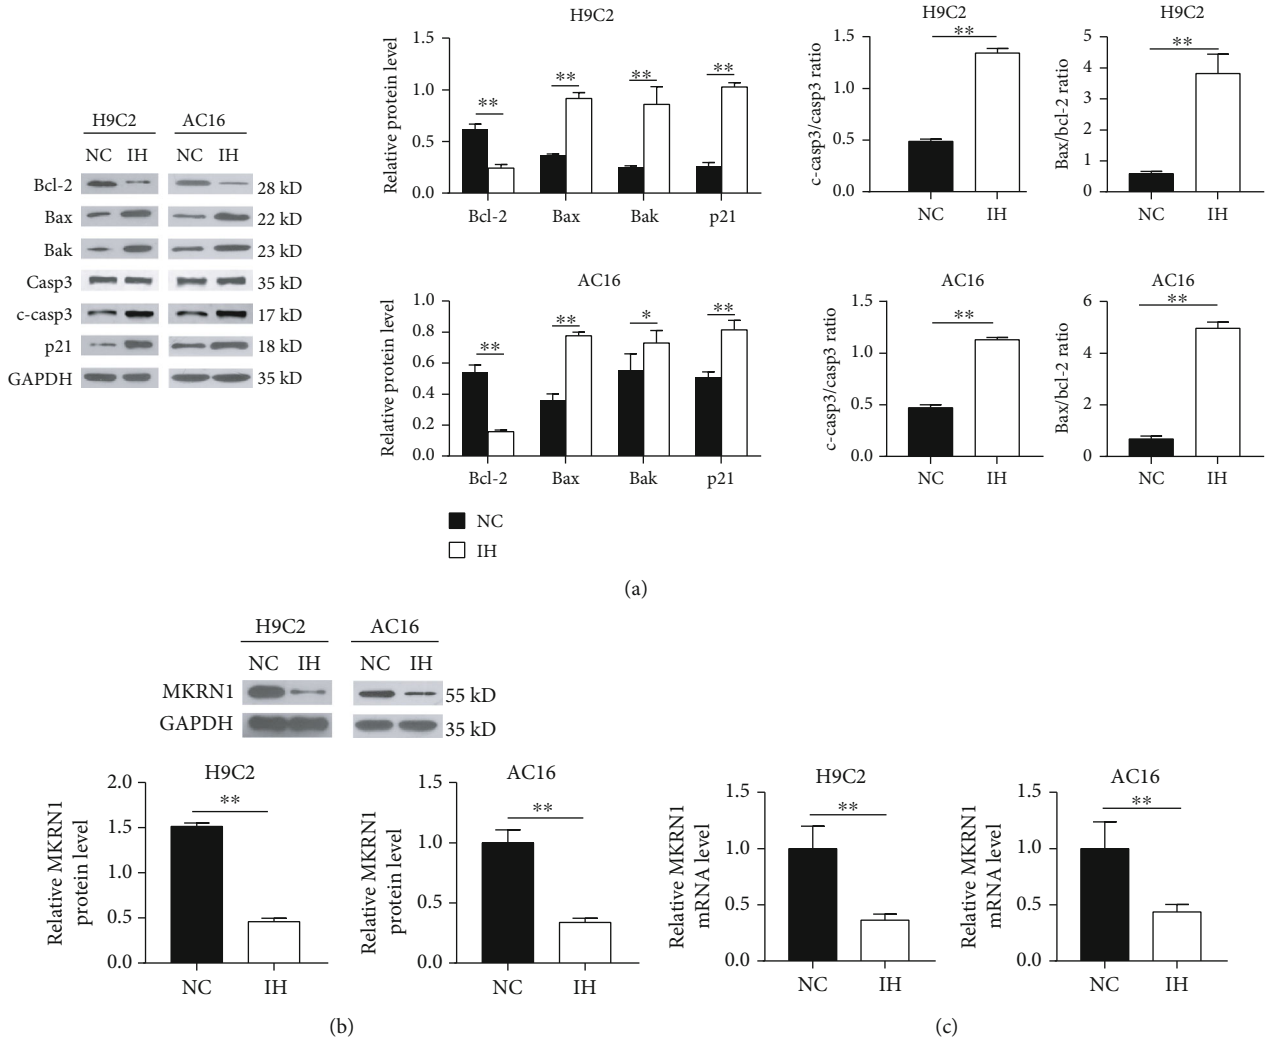 H9C2 AC16
NC IH NC IH
Bcl-2 28 kD
Bax 22 kD
Bak 23 kD
Casp3 35 kD
c-casp3 17 kD
p21 18 kD
GAPDH 35 kD
H9C2
Relative protein level
1.5
1.0
0.5
0.0
** ** ** **
Bcl-2 Bax Bak p21
H9C2
c-casp3/casp3 ratio
1.5
1.0
0.5
0.0
**
NC IH
H9C2
Bax/bcl-2 ratio
5
4
3
2
1
0
**
NC IH
AC16
Relative protein level
1.0
0.8
0.6
0.4
0.2
0.0
** ** * **
Bcl-2 Bax Bak p21
NC
IH
AC16
c-casp3/casp3 ratio
1.5
1.0
0.5
0.0
**
NC IH
AC16
Bax/bcl-2 ratio
6
4
2
0
**
NC IH
(a)
H9C2 AC16
NC IH NC IH
MKRN1 55 kD
GAPDH 35 kD
H9C2
Relative MKRN1
protein level
2.0
1.5
1.0
0.5
0.0
**
NC IH
AC16
Relative MKRN1
protein level
1.5
1.0
0.5
0.0
**
NC IH
(b)
H9C2
Relative MKRN1
mRNA level
1.5
1.0
0.5
0.0
**
NC IH
AC16
Relative MKRN1
mRNA level
1.5
1.0
0.5
0.0
**
NC IH
(c)